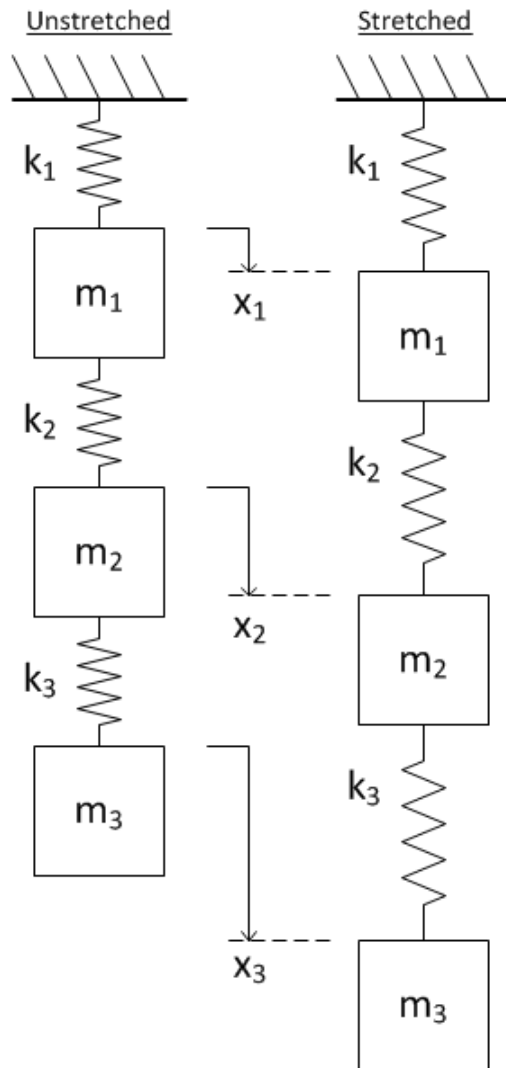 Unstretched
Stretched
k₁
k₁
m₁
x₁
m₁
k₂
k₂
m₂
x₂
m₂
k₃
k₃
m₃
x₃
m₃